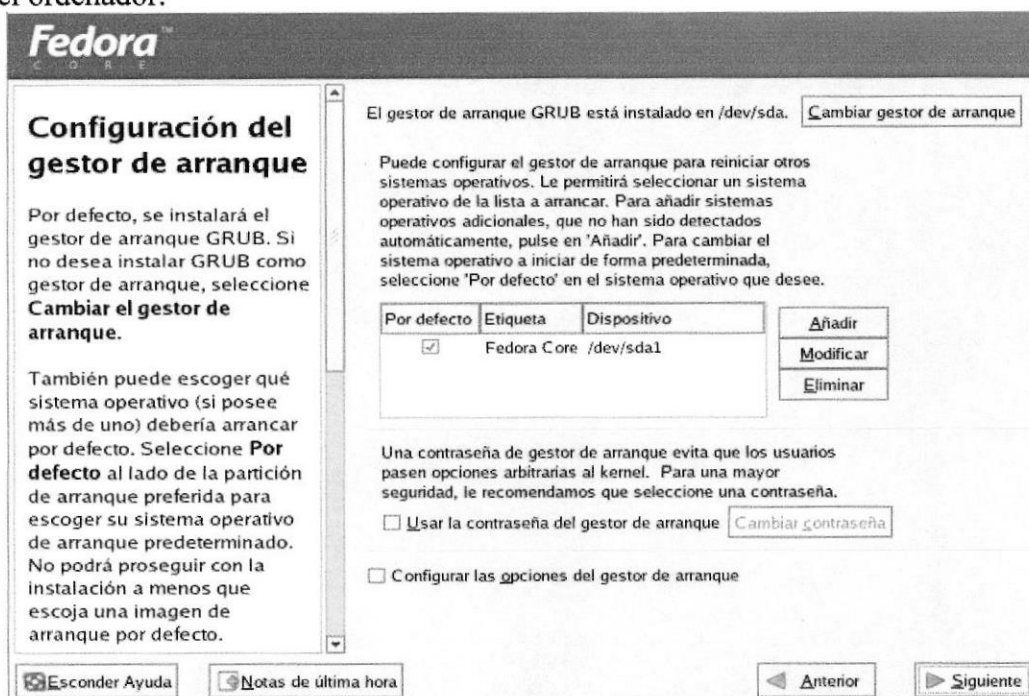 el ordenador.
Fedora™
CORE
Configuración del
gestor de arranque
Por defecto, se instalará el
gestor de arranque GRUB. Si
no desea instalar GRUB como
gestor de arranque, seleccione
Cambiar el gestor de
arranque.
También puede escoger qué
sistema operativo (si posee
más de uno) debería arrancar
por defecto. Seleccione Por
defecto al lado de la partición
de arranque preferida para
escoger su sistema operativo
de arranque predeterminado.
No podrá proseguir con la
instalación a menos que
escoja una imagen de
arranque por defecto.
El gestor de arranque GRUB está instalado en /dev/sda. Cambiar gestor de arranque
Puede configurar el gestor de arranque para reiniciar otros
sistemas operativos. Le permitirá seleccionar un sistema
operativo de la lista a arrancar. Para añadir sistemas
operativos adicionales, que no han sido detectados
automáticamente, pulse en 'Añadir'. Para cambiar el
sistema operativo a iniciar de forma predeterminada,
seleccione 'Por defecto' en el sistema operativo que desee.
Por defecto Etiqueta Dispositivo
Fedora Core /dev/sda1
Añadir
Modificar
Eliminar
Una contraseña de gestor de arranque evita que los usuarios
pasen opciones arbitrarias al kernel. Para una mayor
seguridad, le recomendamos que seleccione una contraseña.
Usar la contraseña del gestor de arranque Cambiar contraseña
Configurar las opciones del gestor de arranque
Esconder Ayuda Notas de última hora Anterior Siguiente